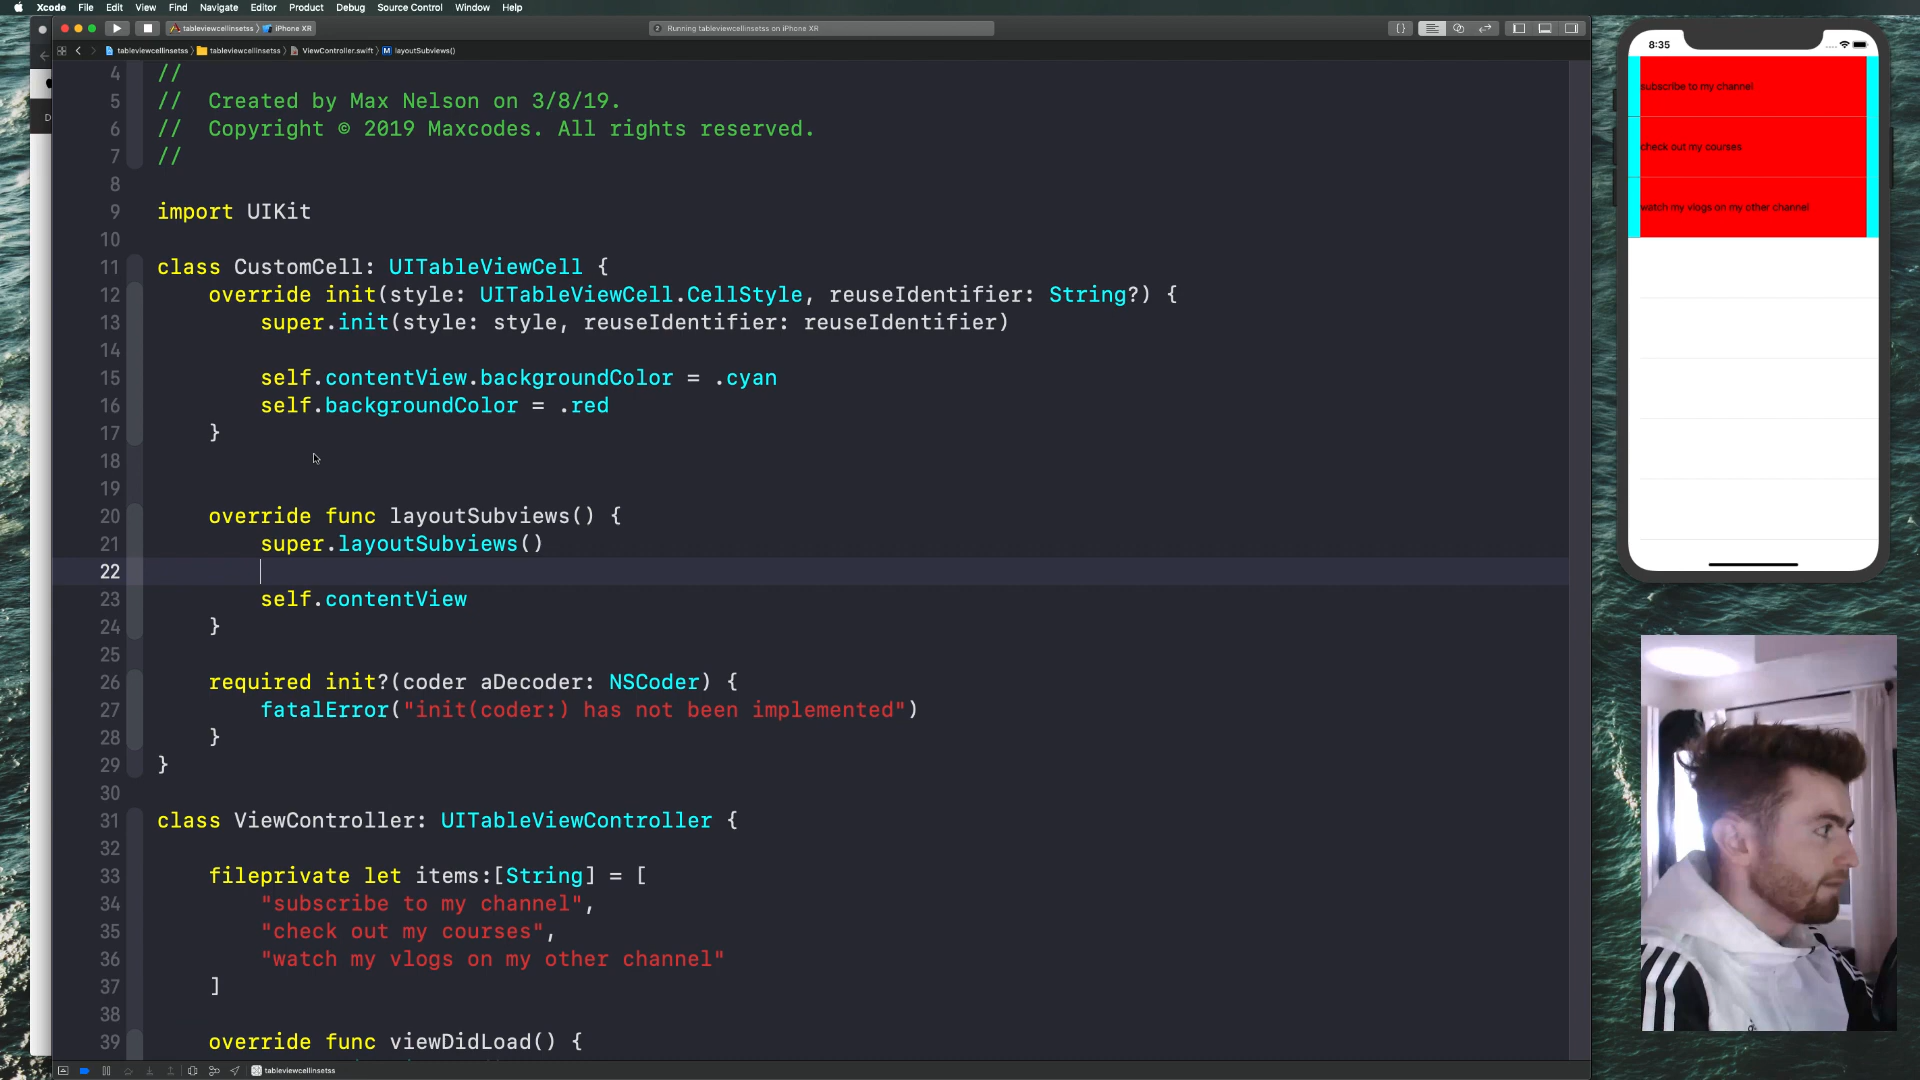 Xcode File Edit View Find Navigate Editor Product Debug Source Control Window Help
tableviewcellinsetss iPhone XR
Running tableviewcellinsetss on iPhone XR
{ }
tableviewcellinsetss tableviewcellinsetss ViewController.swift M layoutSubviews()
4 //
5 //  Created by Max Nelson on 3/8/19.
6 //  Copyright © 2019 Maxcodes. All rights reserved.
7 //
8
9 import UIKit
10
11 class CustomCell: UITableViewCell {
12 override init(style: UITableViewCell.CellStyle, reuseIdentifier: String?) {
13 super.init(style: style, reuseIdentifier: reuseIdentifier)
14
15 self.contentView.backgroundColor = .cyan
16 self.backgroundColor = .red
17 }
18
19
20 override func layoutSubviews() {
21 super.layoutSubviews()
22
23 self.contentView
24 }
25
26 required init?(coder aDecoder: NSCoder) {
27 fatalError("init(coder:) has not been implemented")
28 }
29 }
30
31 class ViewController: UITableViewController {
32
33 fileprivate let items:[String] = [
34 "subscribe to my channel",
35 "check out my courses",
36 "watch my vlogs on my other channel"
37 ]
38
39 override func viewDidLoad() {
tableviewcellinsetss
8:35
subscribe to my channel
check out my courses
watch my vlogs on my other channel